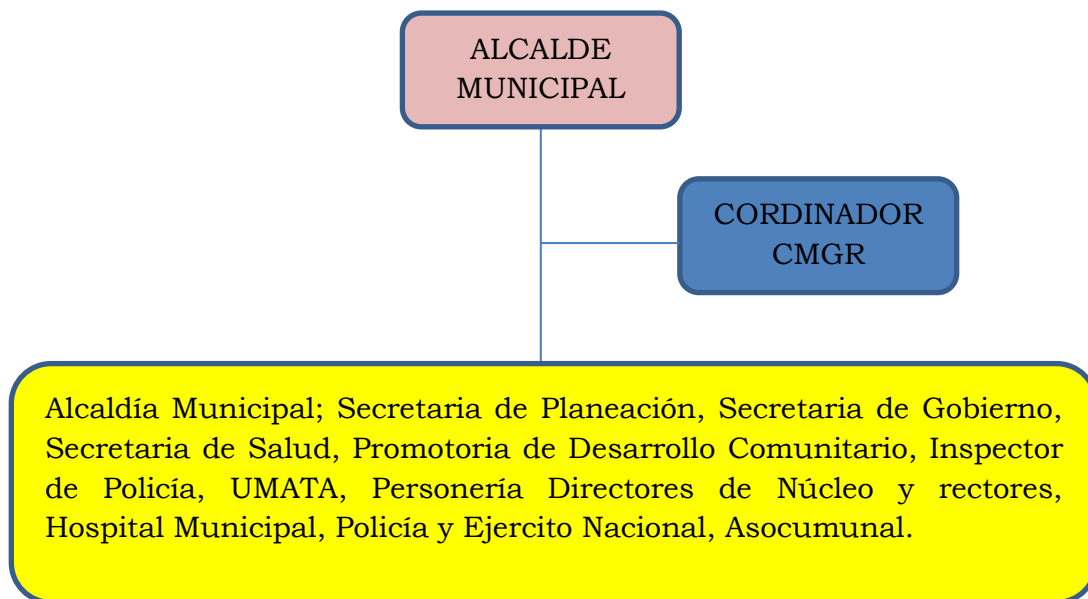 ALCALDE
MUNICIPAL
CORDINADOR
CMGR
Alcaldía Municipal; Secretaria de Planeación, Secretaria de Gobierno,
Secretaria de Salud, Promotoria de Desarrollo Comunitario, Inspector
de Policía, UMATA, Personería Directores de Núcleo y rectores,
Hospital Municipal, Policía y Ejercito Nacional, Asocumunal.